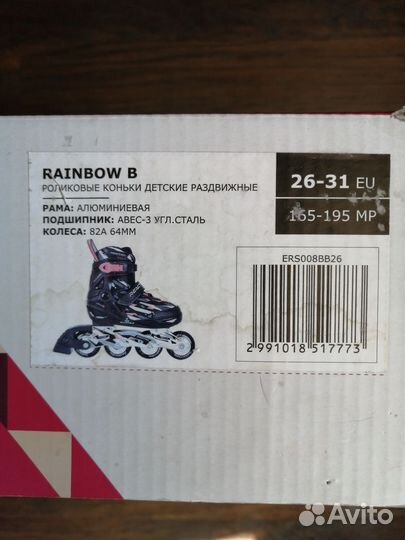 RAINBOW B
РОЛИКОВЫЕ КОНЬКИ ДЕТСКИЕ РАЗДВИЖНЫЕ
РАМА: АЛЮМИНИЕВАЯ
ПОДШИПНИК: ABEC-3 УГЛ.СТАЛЬ
КОЛЕСА: 82A 64ММ
26-31 EU
165-195 MP
ERS008BB26
2 991018 517773
Avito